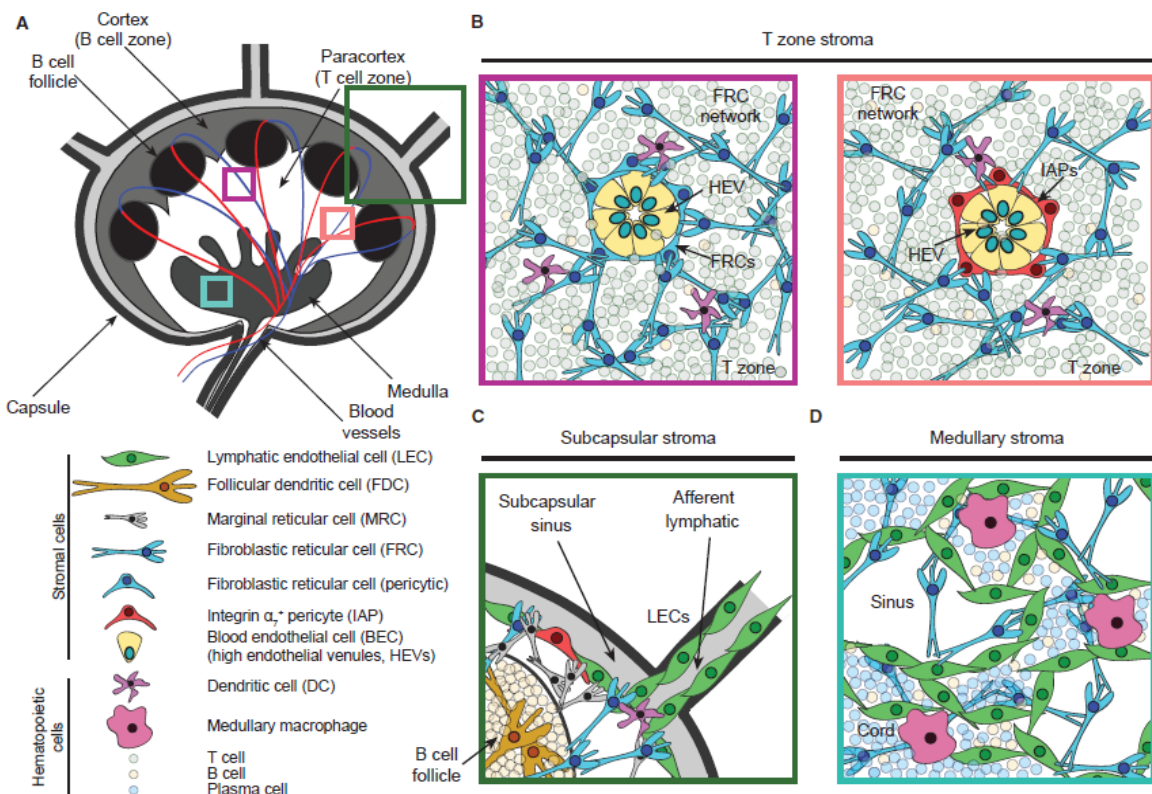 A
Cortex
(B cell zone)
B cell
follicle
Paracortex
(T cell zone)
Capsule
Medulla
Blood
vessels
Stromal cells
Lymphatic endothelial cell (LEC)
Follicular dendritic cell (FDC)
Marginal reticular cell (MRC)
Fibroblastic reticular cell (FRC)
Fibroblastic reticular cell (pericytic)
Integrin α₇⁺ pericyte (IAP)
Blood endothelial cell (BEC)
(high endothelial venules, HEVs)
Hematopoietic
cells
Dendritic cell (DC)
Medullary macrophage
T cell
B cell
Plasma cell
B
T zone stroma
FRC
network
HEV
FRCs
T zone
FRC
network
IAPs
HEV
T zone
C
Subcapsular stroma
Subcapsular
sinus
Afferent
lymphatic
LECs
B cell
follicle
D
Medullary stroma
Sinus
Cord